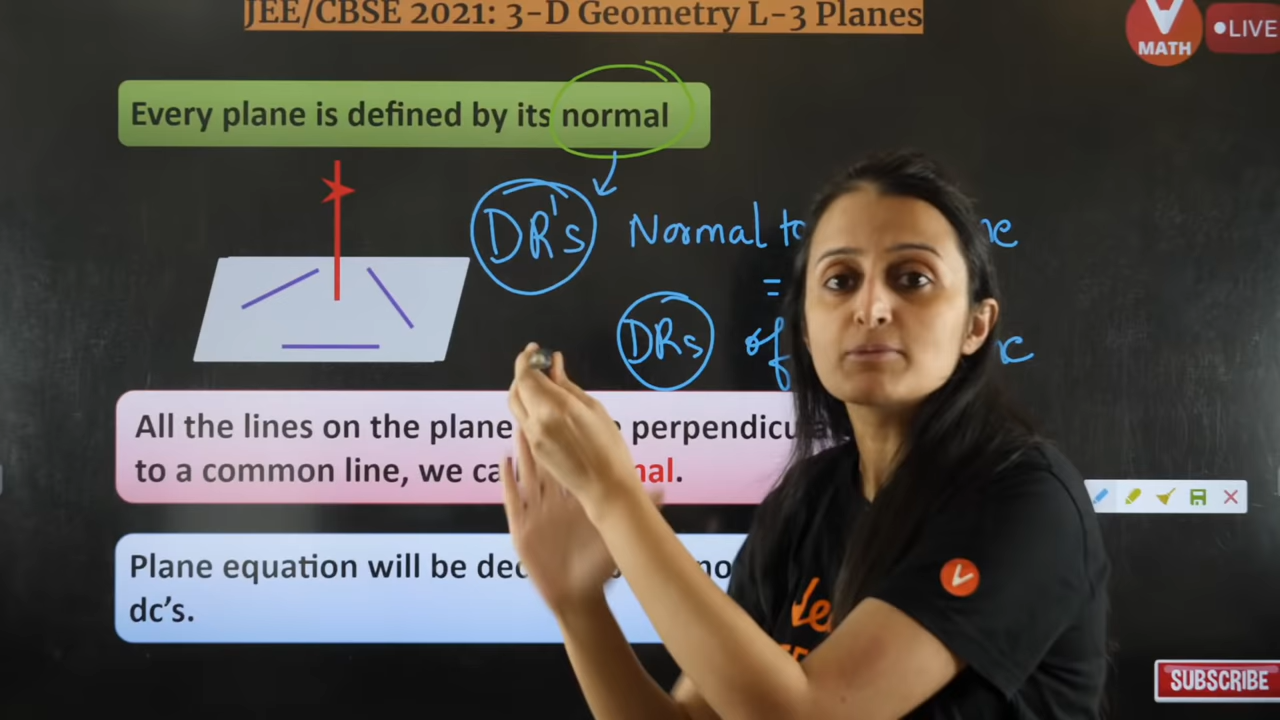 JEE/CBSE 2021: 3-D Geometry L-3 Planes
MATH
LIVE
Every plane is defined by its normal
DR's Normal to
=
DRs of
All the lines on the plane perpendicu
to a common line, we ca nal.
Plane equation will be dec no
dc's.
SUBSCRIBE